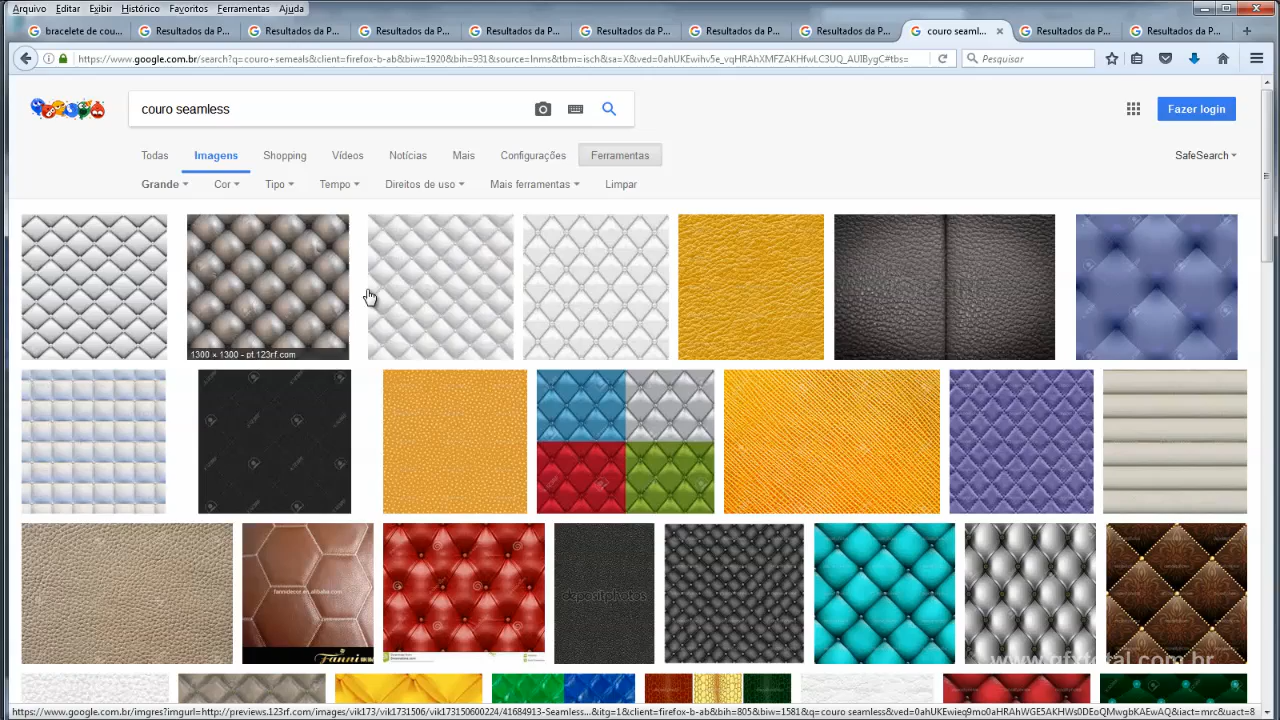 Arquivo Editar Exibir Histórico Favoritos Ferramentas Ajuda
bracelete de cou...
Resultados da P...
Resultados da P...
Resultados da P...
Resultados da P...
Resultados da P...
Resultados da P...
Resultados da P...
couro seaml...
Resultados da P...
Resultados da P...
https://www.google.com.br/search?q=couro+semeals&client=firefox-b-ab&biw=1920&bih=931&source=lnms&tbm=isch&sa=X&ved=0ahUKEwihv5e_vqHRAhXMFZAKHfwLC3UQ_AUIBygC#tbs=
Pesquisar
couro seamless
Fazer login
Todas Imagens Shopping Vídeos Notícias Mais Configurações Ferramentas
SafeSearch
Grande Cor Tipo Tempo Direitos de uso Mais ferramentas Limpar
1300 × 1300 - pt.123rf.com
fannidecor.en.alibaba.com
depositphotos
www.gfxtotal.com.br
https://www.google.com.br/imgres?imgurl=http://previews.123rf.com/images/vik173/vik1731506/vik173150600224/41684913-Seamless...&itg=1&client=firefox-b-ab&bih=805&biw=1581&q=couro seamless&ved=0ahUKEwieq9mo0aHRAhWGE5AKHWs0DEoQMwgbKAEwAQ&iact=mrc&uact=8